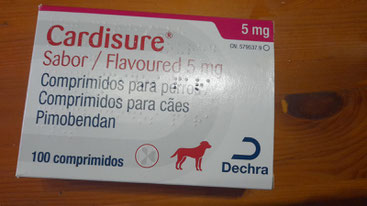 5 mg
Cardisure®
CN. 579537.9
Sabor / Flavoured 5 mg
Comprimidos para perros
Comprimidos para cães
Pimobendan
100 comprimidos
Dechra